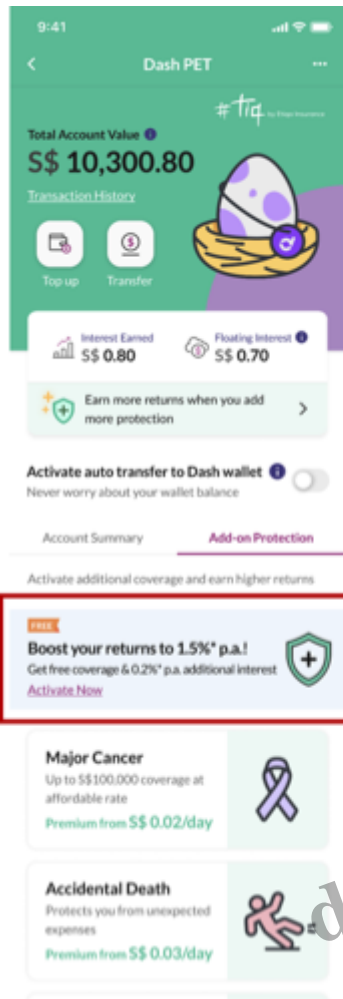 9:41
Dash PET
#tiq by Etiqa Insurance
Total Account Value
S$ 10,300.80
Transaction History
Top up
Transfer
Interest Earned
S$ 0.80
Floating Interest
S$ 0.70
Earn more returns when you add
more protection
Activate auto transfer to Dash wallet
Never worry about your wallet balance
Account Summary
Add-on Protection
Activate additional coverage and earn higher returns
FREE
Boost your returns to 1.5%* p.a.!
Get free coverage & 0.2%* p.a. additional interest
Activate Now
Major Cancer
Up to S$100,000 coverage at
affordable rate
Premium from S$ 0.02/day
Accidental Death
Protects you from unexpected
expenses
Premium from S$ 0.03/day